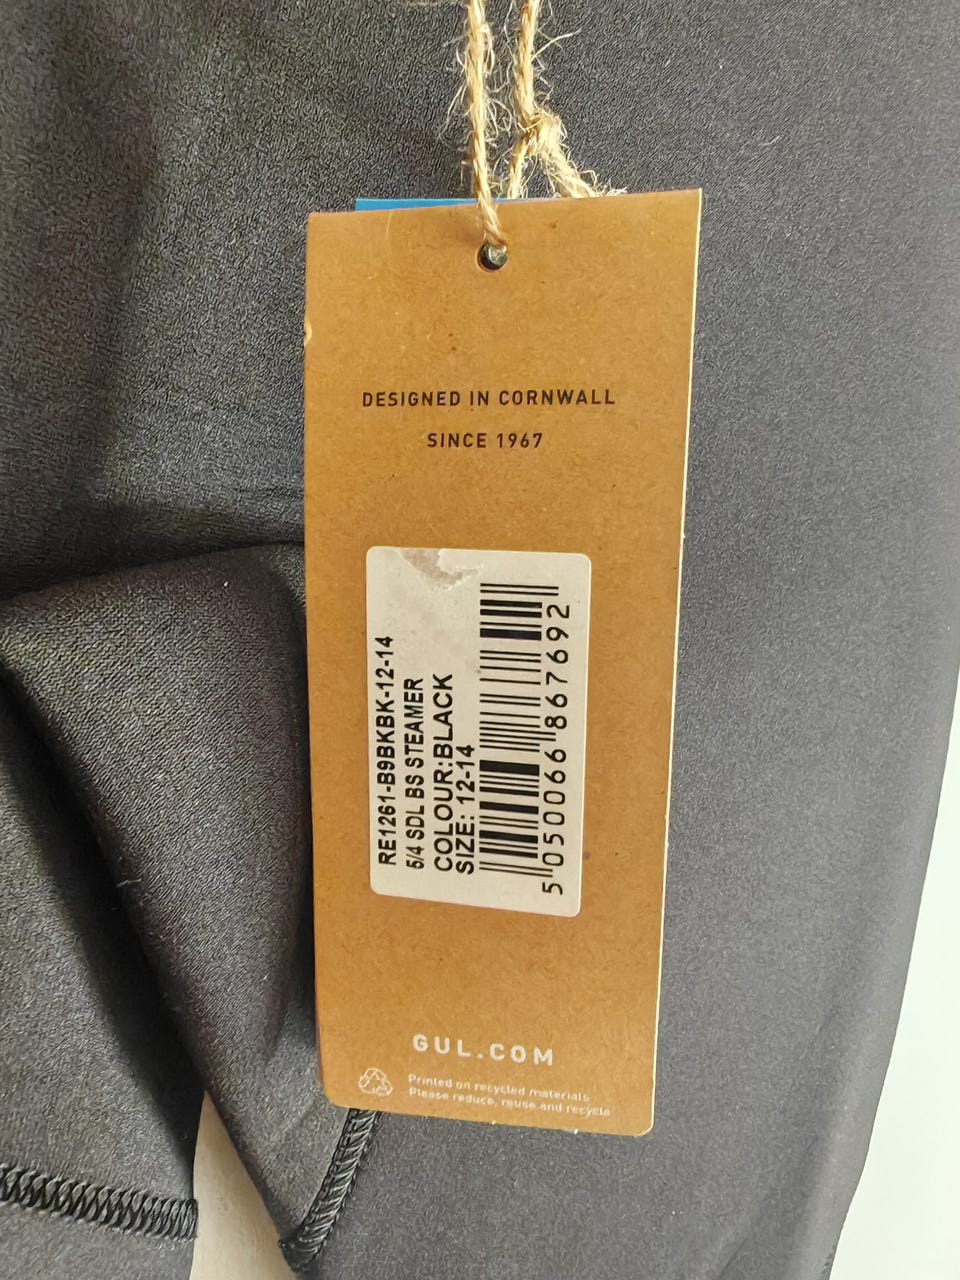 DESIGNED IN CORNWALL
SINCE 1967
RE1261-B9BKBK-12-14
5/4 SDL BS STEAMER
COLOUR:BLACK
SIZE: 12-14
5 050066 867692
GUL.COM
Printed on recycled materials
Please reduce, reuse and recycle